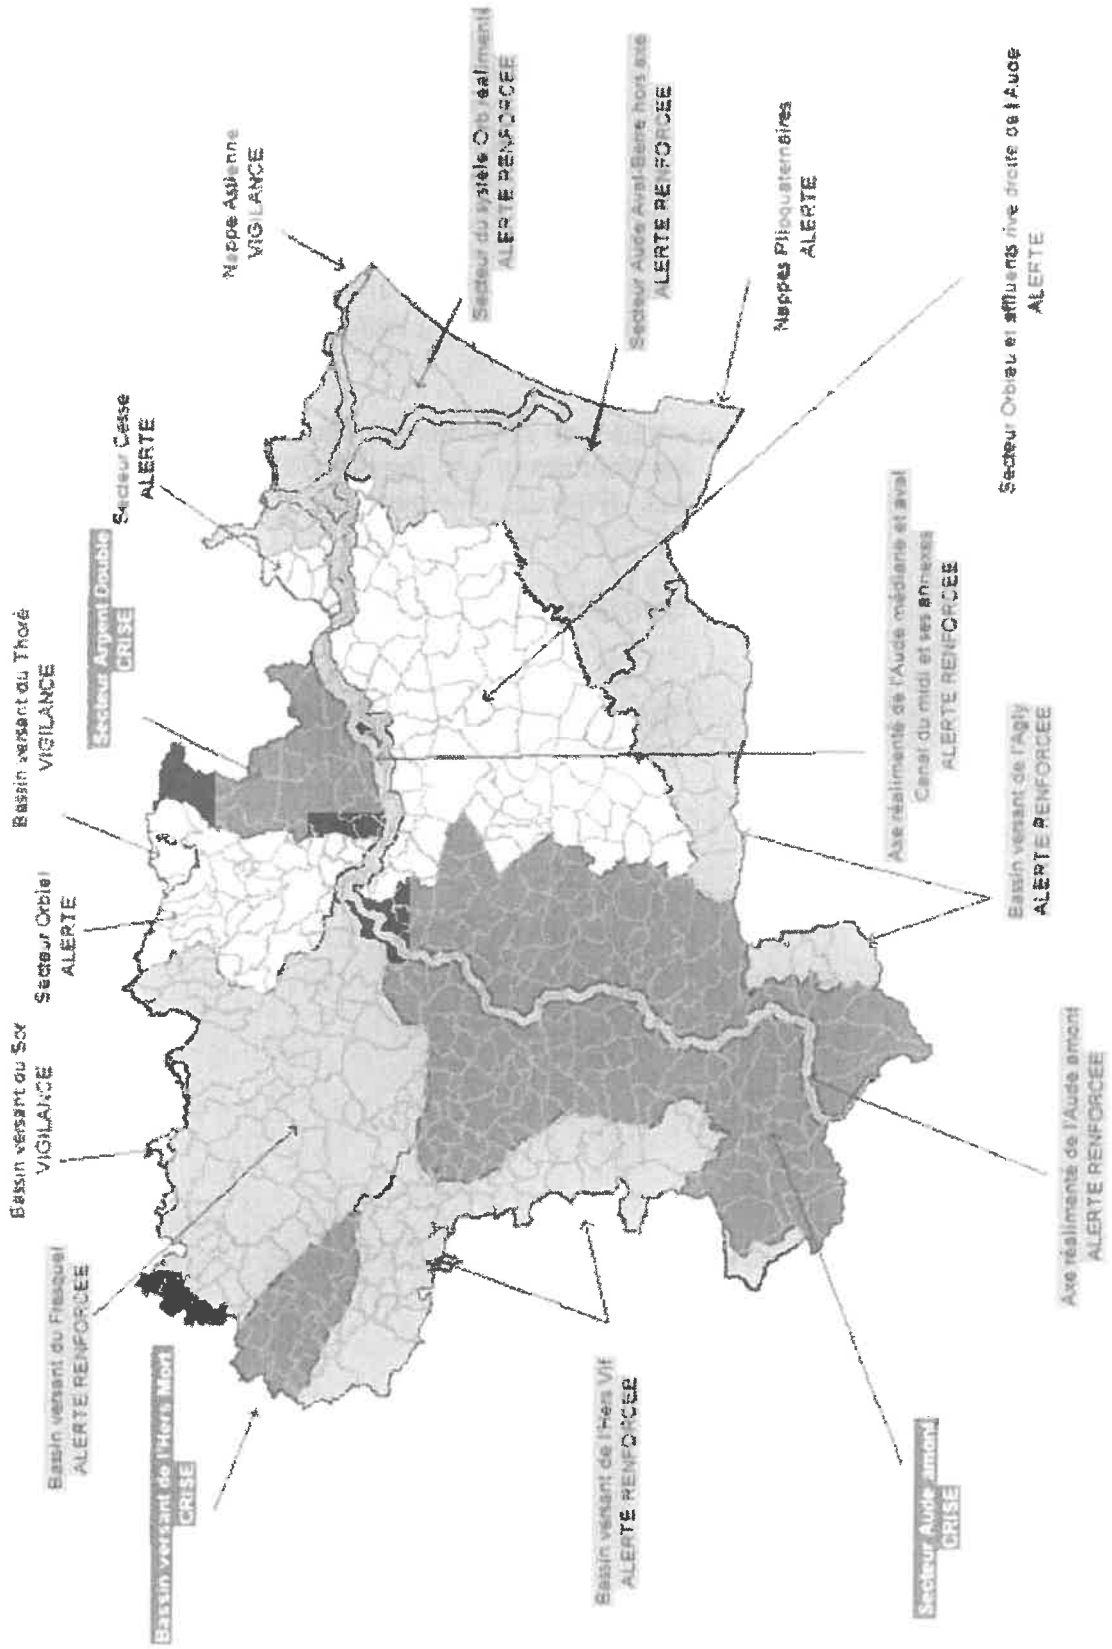 Bassin versant du Sor
VIGILANCE
Secteur Orbiel
ALERTE
Bassin versant du Thoré
VIGILANCE
Secteur Argent Double
CRISE
Secteur Cesse
ALERTE
Nappe Astienne
VIGILANCE
Bassin versant du Fresquel
ALERTE RENFORCEE
Bassin versant de l'Hers Mort
CRISE
Secteur du système Orb réalimenté
ALERTE RENFORCEE
Secteur Aude Aval-Berre hors axe
ALERTE RENFORCEE
Nappes Plioquaternaires
ALERTE
Bassin versant de l'Hers Vif
ALERTE RENFORCEE
Secteur Aude amont
CRISE
Axe réalimenté de l'Aude amont
ALERTE RENFORCEE
Bassin versant de l'Agly
ALERTE RENFORCEE
Axe réalimenté de l'Aude médiane et aval
Canal du midi et ses annexes
ALERTE RENFORCEE
Secteur Orbieu et affluents rive droite de l'Aude
ALERTE